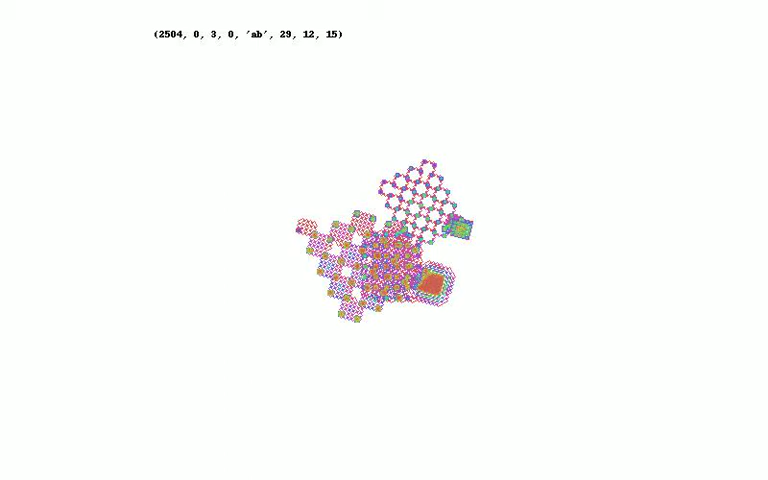 (2504, 0, 3, 0, 'ab', 29, 12, 15)